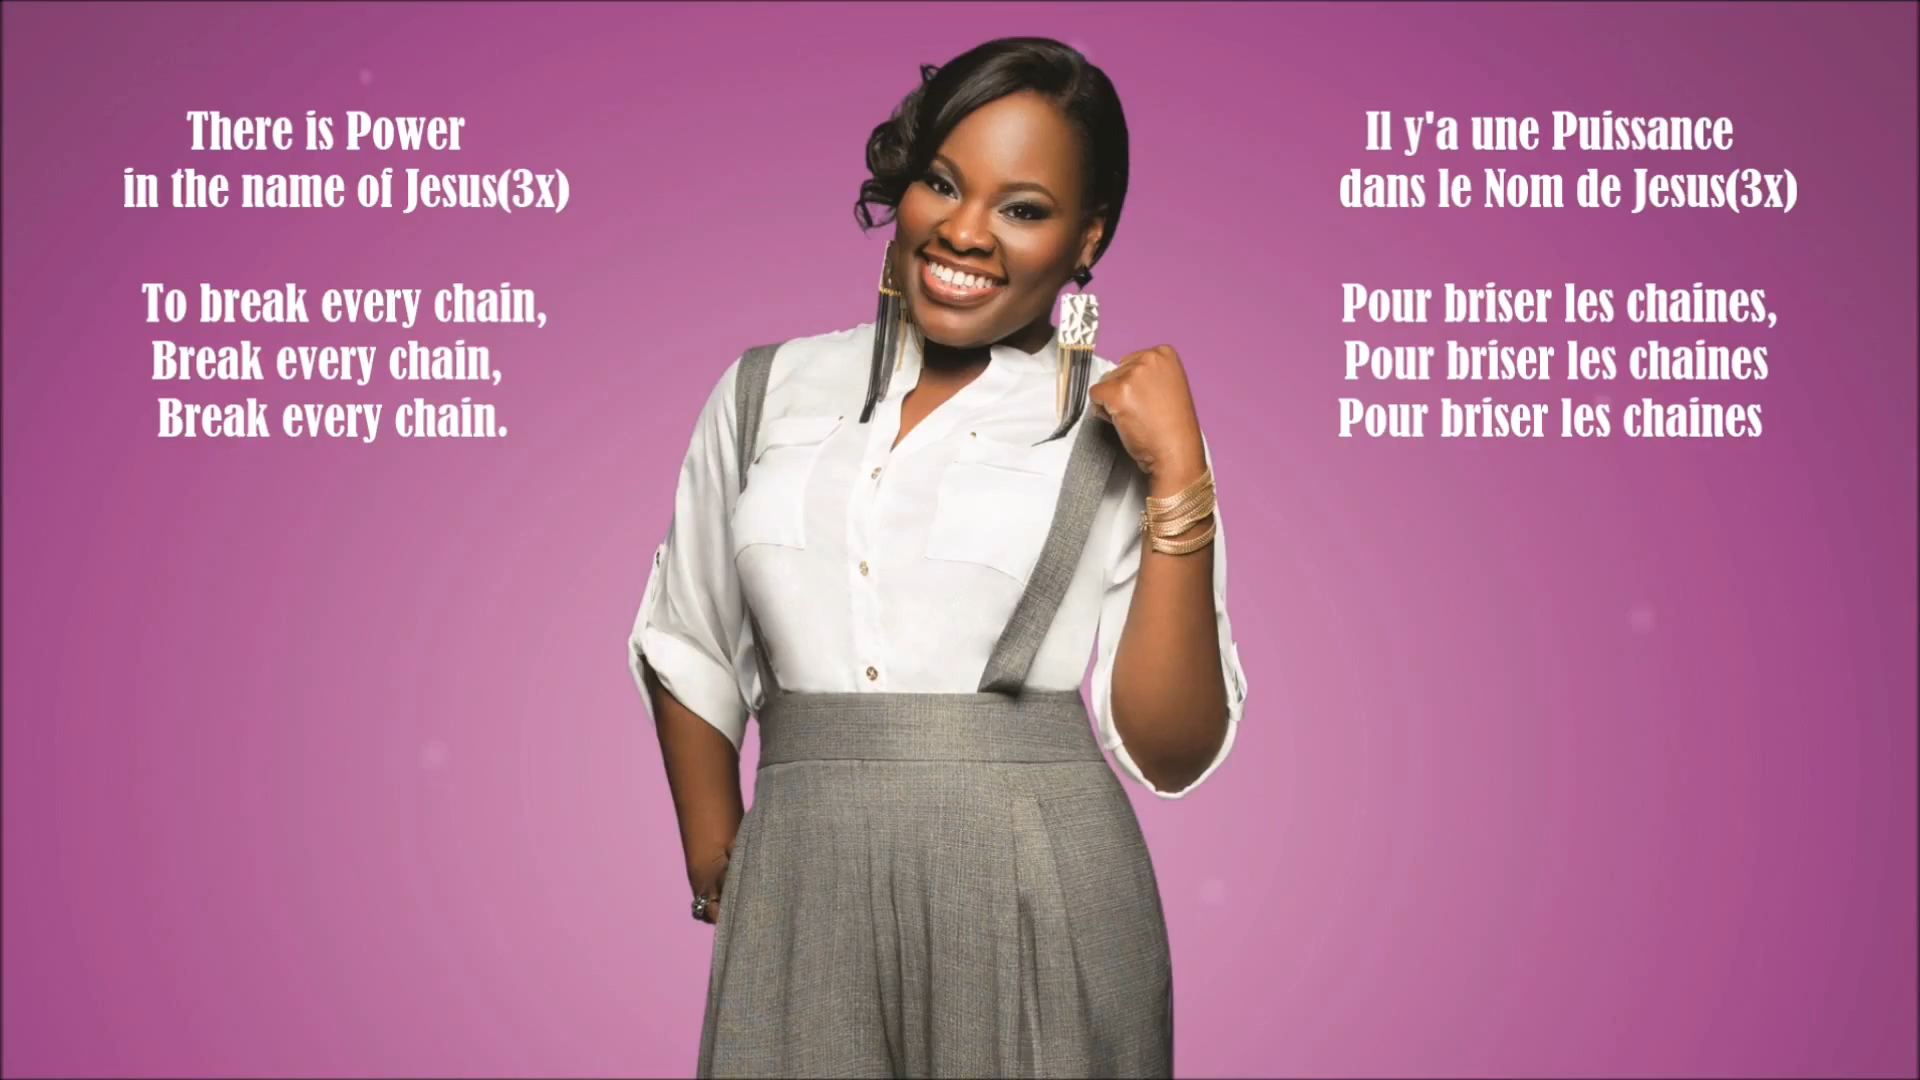 There is Power
in the name of Jesus(3x)
To break every chain,
Break every chain,
Break every chain.
Il y'a une Puissance
dans le Nom de Jesus(3x)
Pour briser les chaines,
Pour briser les chaines
Pour briser les chaines